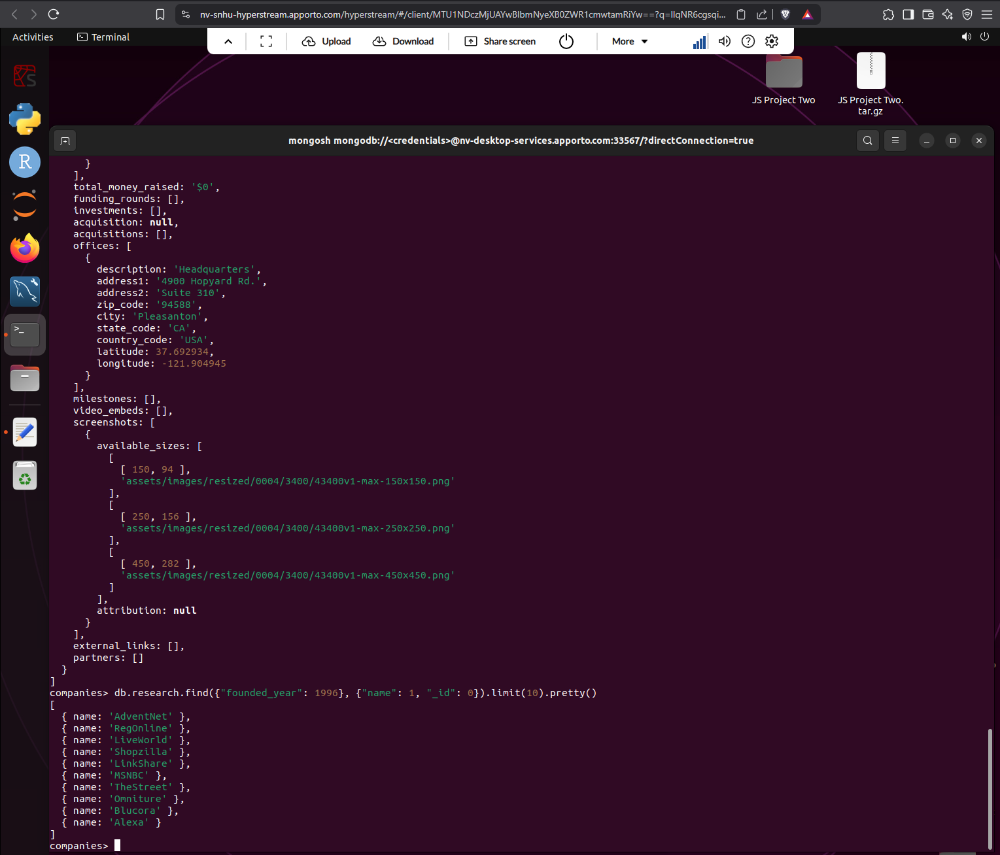 nv-snhu-hyperstream.apporto.com/hyperstream/#/client/MTU1NDczMjUAYwBlbmNyeXB0ZWR1cmwtamRiYw==?q=IlqNR6cgsqi...
Activities
Terminal
Upload
Download
Share screen
More
JS Project Two
JS Project Two.
tar.gz
mongosh mongodb://<credentials>@nv-desktop-services.apporto.com:33567/?directConnection=true
    }
  ],
  total_money_raised: '$0',
  funding_rounds: [],
  investments: [],
  acquisition: null,
  acquisitions: [],
  offices: [
    {
      description: 'Headquarters',
      address1: '4900 Hopyard Rd.',
      address2: 'Suite 310',
      zip_code: '94588',
      city: 'Pleasanton',
      state_code: 'CA',
      country_code: 'USA',
      latitude: 37.692934,
      longitude: -121.904945
    }
  ],
  milestones: [],
  video_embeds: [],
  screenshots: [
    {
      available_sizes: [
        [
          [ 150, 94 ],
          'assets/images/resized/0004/3400/43400v1-max-150x150.png'
        ],
        [
          [ 250, 156 ],
          'assets/images/resized/0004/3400/43400v1-max-250x250.png'
        ],
        [
          [ 450, 282 ],
          'assets/images/resized/0004/3400/43400v1-max-450x450.png'
        ]
      ],
      attribution: null
    }
  ],
  external_links: [],
  partners: []
  }
]
companies> db.research.find({"founded_year": 1996}, {"name": 1, "_id": 0}).limit(10).pretty()
[
  { name: 'AdventNet' },
  { name: 'RegOnline' },
  { name: 'LiveWorld' },
  { name: 'Shopzilla' },
  { name: 'LinkShare' },
  { name: 'MSNBC' },
  { name: 'TheStreet' },
  { name: 'Omniture' },
  { name: 'Blucora' },
  { name: 'Alexa' }
]
companies>